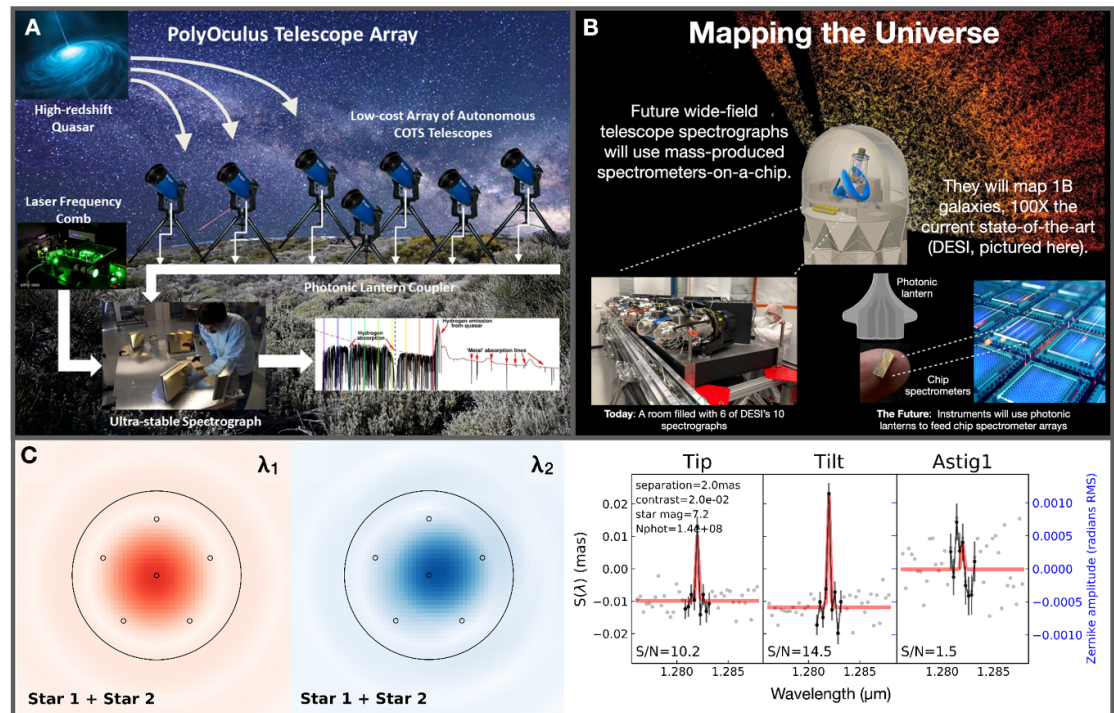 A
PolyOculus Telescope Array
High-redshift
Quasar
Low-cost Array of Autonomous
COTS Telescopes
Laser Frequency
Comb
Photonic Lantern Coupler
Hydrogen
absorption
Hydrogen emission
from quasar
'Metal' absorption lines
Ultra-stable Spectrograph
B
Mapping the Universe
Future wide-field
telescope spectrographs
will use mass-produced
spectrometers-on-a-chip.
They will map 1B
galaxies, 100X the
current state-of-the-art
(DESI, pictured here).
Photonic
lantern
Chip
spectrometers
Today: A room filled with 6 of DESI's 10
spectrographs
The Future: Instruments will use photonic
lanterns to feed chip spectrometer arrays
C
λ1
Star 1 + Star 2
λ2
Star 1 + Star 2
Tip
Tilt
Astig1
separation=2.0mas
contrast=2.0e-02
star mag=7.2
Nphot=1.4e+08
S(λ) (mas)
0.02
0.01
0.00
−0.01
−0.02
S/N=10.2
S/N=14.5
S/N=1.5
1.280
1.285
1.280
1.285
1.280
1.285
Wavelength (μm)
0.0010
0.0005
0.0000
−0.0005
−0.0010
Zernike amplitude (radians RMS)